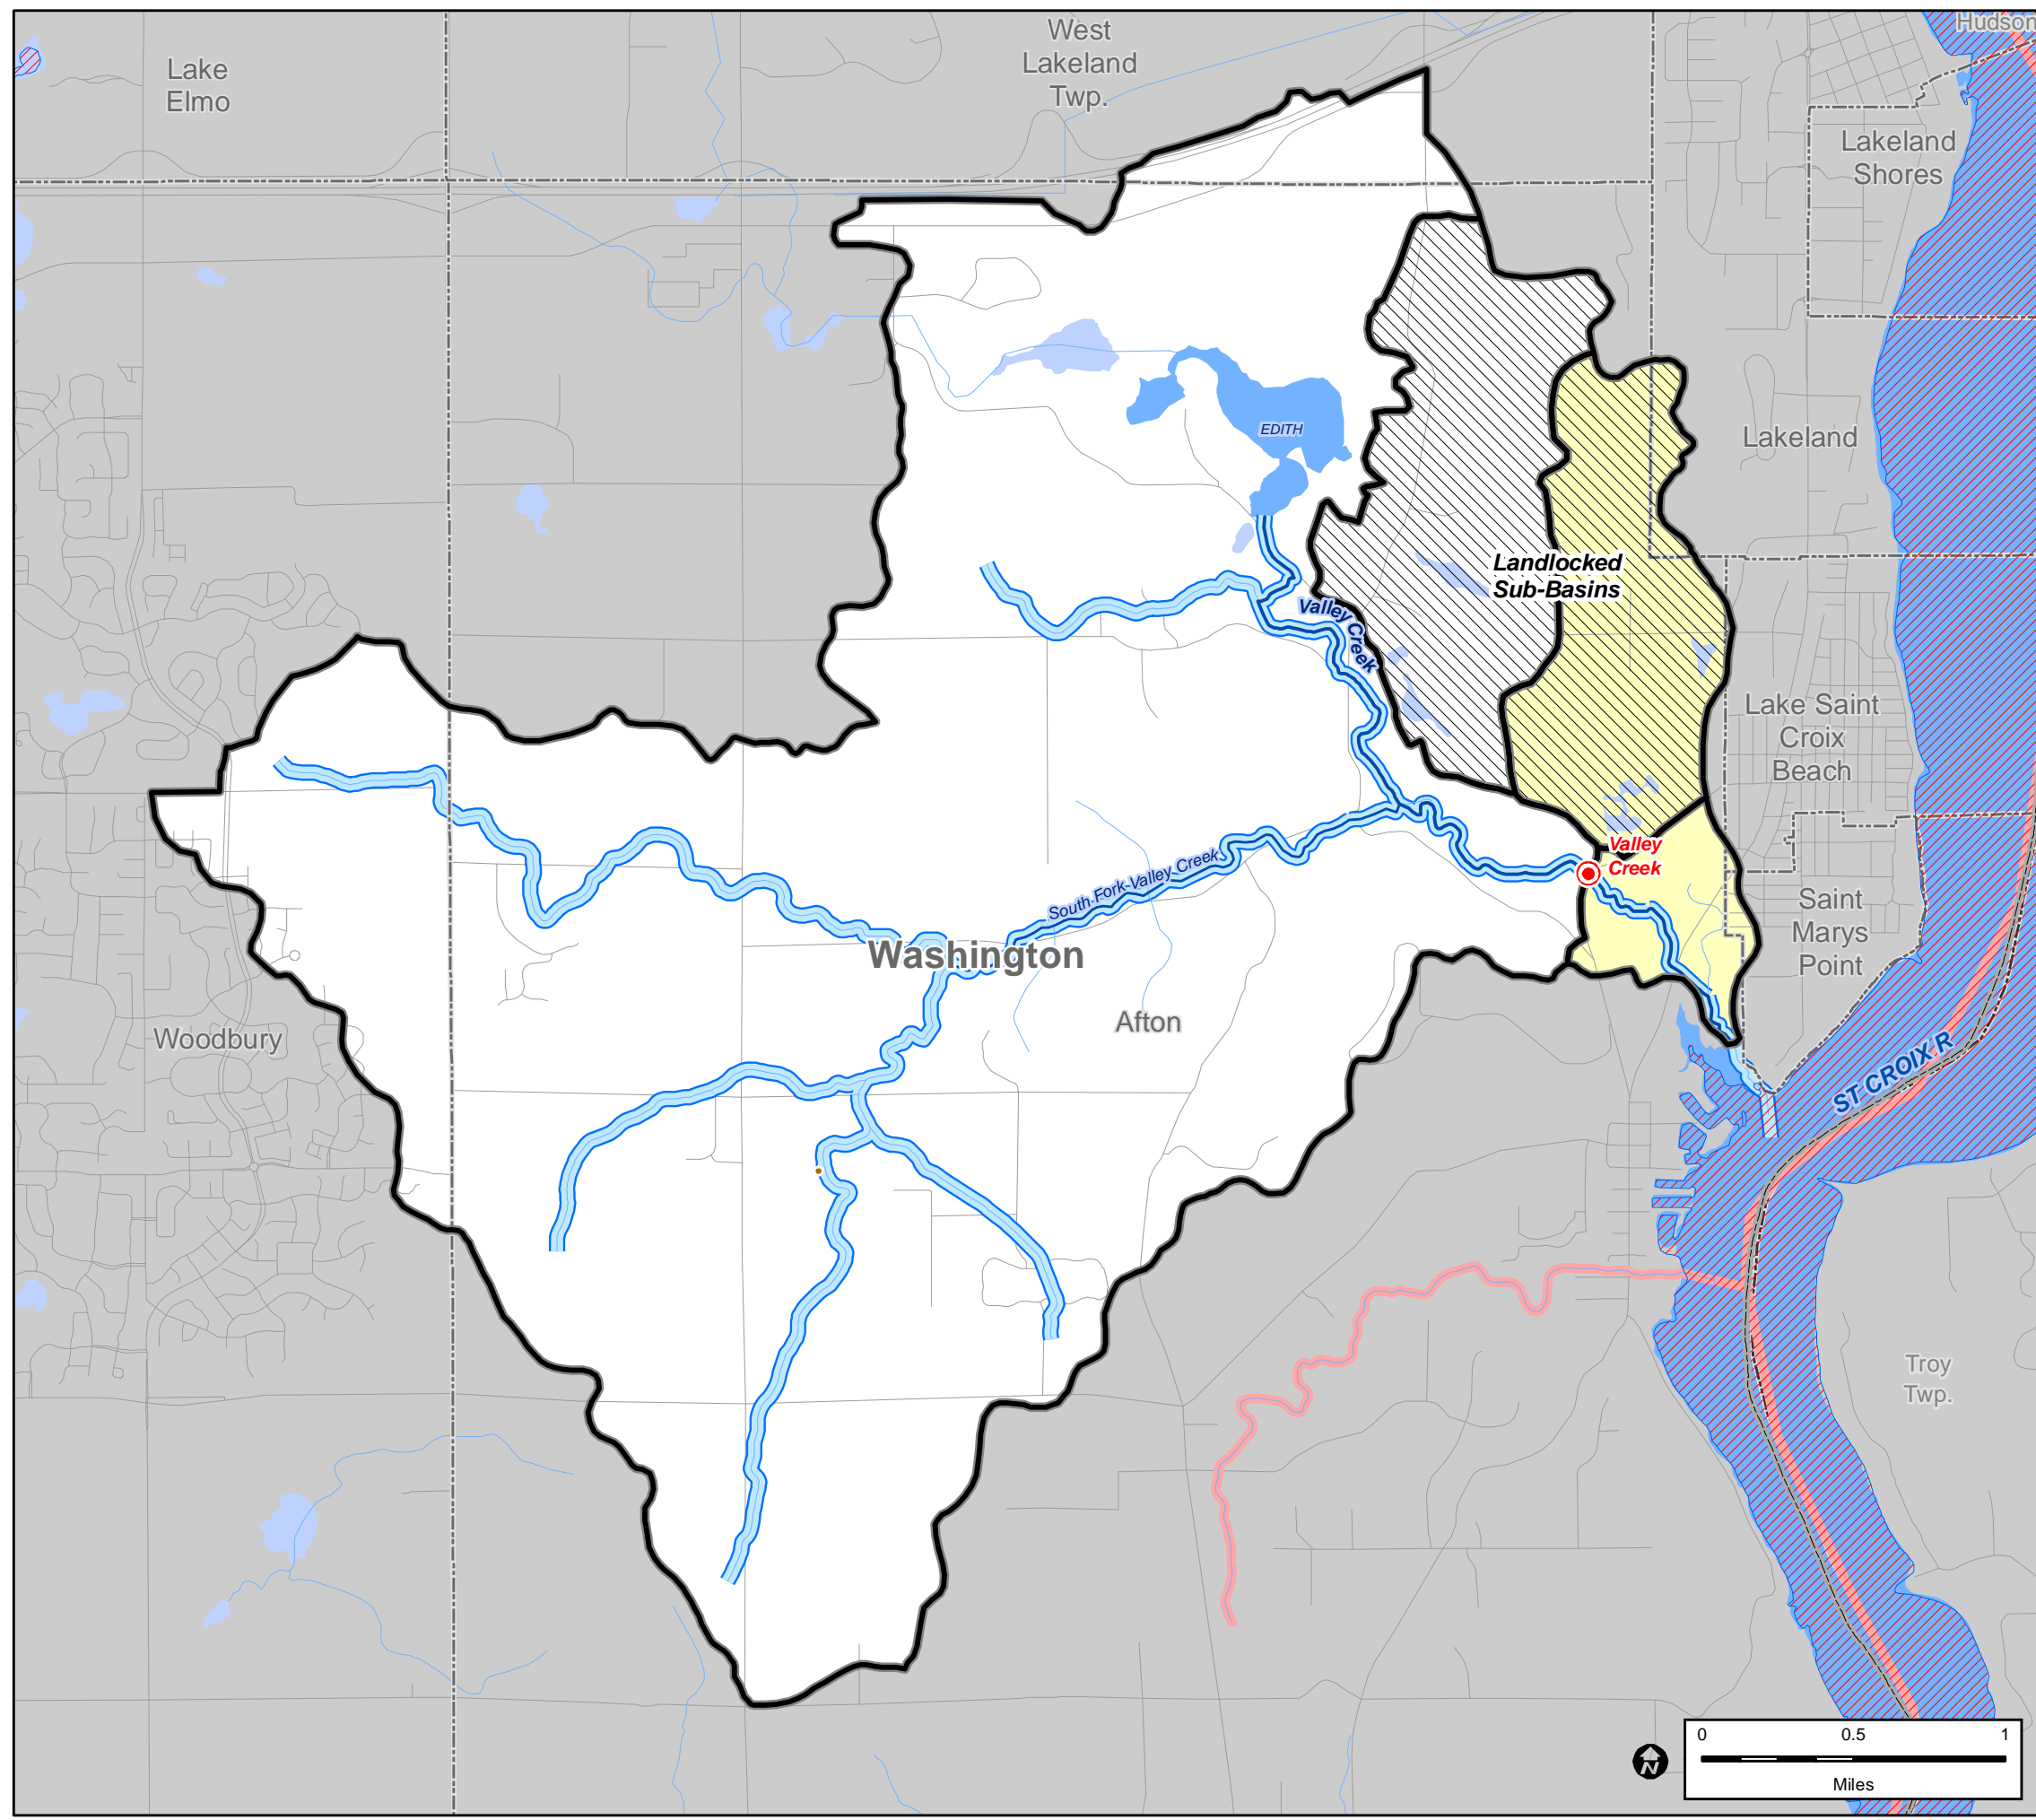 Hudson
West
Lakeland
Twp.
Lake
Elmo
Lakeland
Shores
EDITH
Lakeland
Landlocked
Sub-Basins
Valley Creek
Lake Saint
Croix
Beach
Valley
Creek
South Fork Valley Creek
Saint
Marys
Point
Washington
Afton
Woodbury
ST CROIX R
Troy
Twp.
0 0.5 1
Miles
N